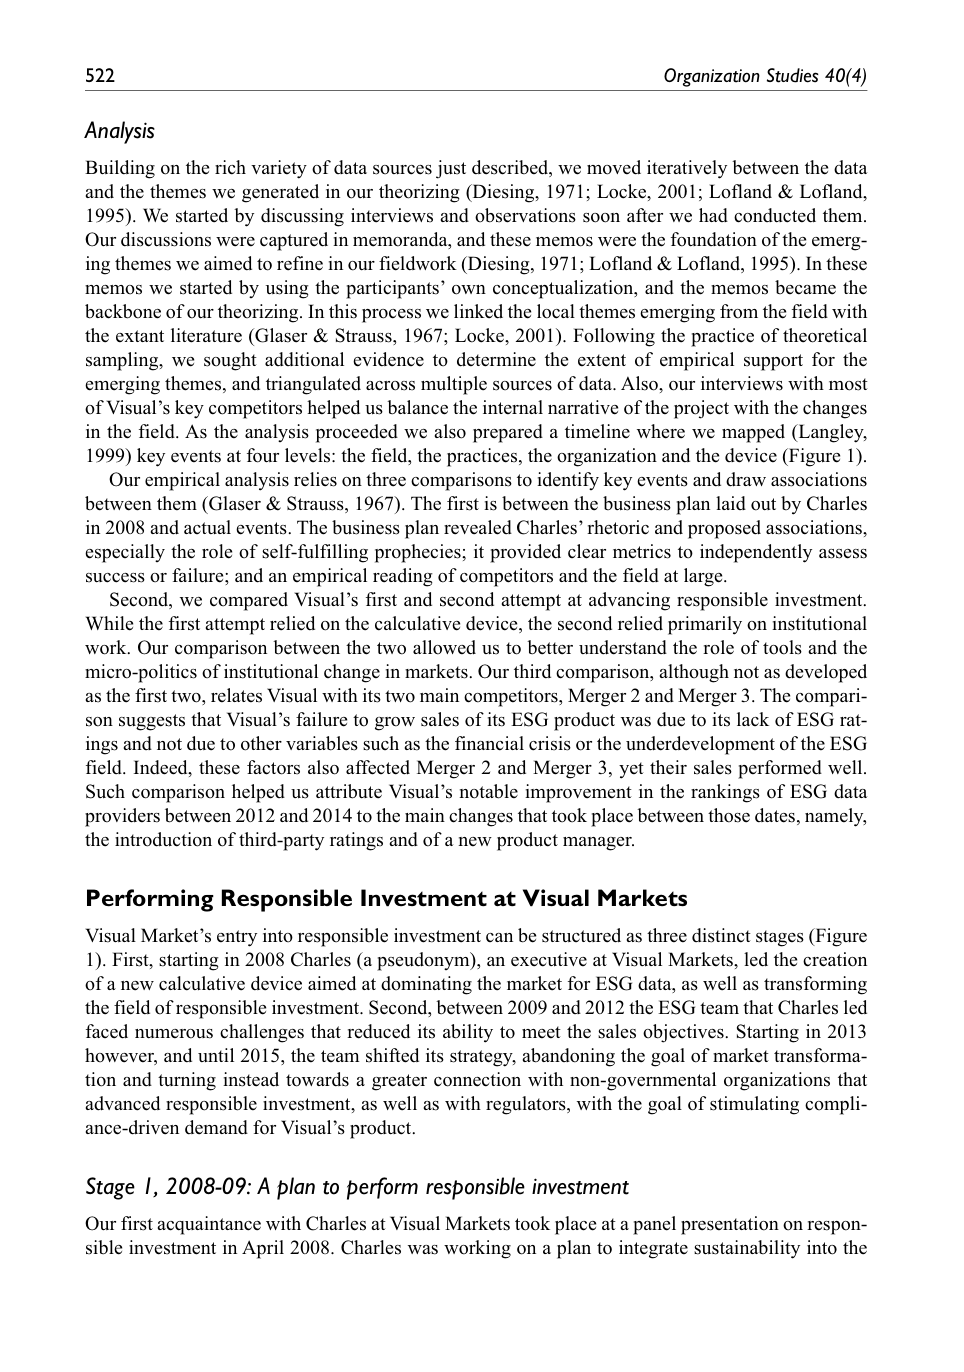 522
Organization Studies 40(4)
Analysis
Building on the rich variety of data sources just described, we moved iteratively between the data
and the themes we generated in our theorizing (Diesing, 1971; Locke, 2001; Lofland & Lofland,
1995). We started by discussing interviews and observations soon after we had conducted them.
Our discussions were captured in memoranda, and these memos were the foundation of the emerg-
ing themes we aimed to refine in our fieldwork (Diesing, 1971; Lofland & Lofland, 1995). In these
memos we started by using the participants’ own conceptualization, and the memos became the
backbone of our theorizing. In this process we linked the local themes emerging from the field with
the extant literature (Glaser & Strauss, 1967; Locke, 2001). Following the practice of theoretical
sampling, we sought additional evidence to determine the extent of empirical support for the
emerging themes, and triangulated across multiple sources of data. Also, our interviews with most
of Visual’s key competitors helped us balance the internal narrative of the project with the changes
in the field. As the analysis proceeded we also prepared a timeline where we mapped (Langley,
1999) key events at four levels: the field, the practices, the organization and the device (Figure 1).
Our empirical analysis relies on three comparisons to identify key events and draw associations
between them (Glaser & Strauss, 1967). The first is between the business plan laid out by Charles
in 2008 and actual events. The business plan revealed Charles’ rhetoric and proposed associations,
especially the role of self-fulfilling prophecies; it provided clear metrics to independently assess
success or failure; and an empirical reading of competitors and the field at large.
Second, we compared Visual’s first and second attempt at advancing responsible investment.
While the first attempt relied on the calculative device, the second relied primarily on institutional
work. Our comparison between the two allowed us to better understand the role of tools and the
micro-politics of institutional change in markets. Our third comparison, although not as developed
as the first two, relates Visual with its two main competitors, Merger 2 and Merger 3. The compari-
son suggests that Visual’s failure to grow sales of its ESG product was due to its lack of ESG rat-
ings and not due to other variables such as the financial crisis or the underdevelopment of the ESG
field. Indeed, these factors also affected Merger 2 and Merger 3, yet their sales performed well.
Such comparison helped us attribute Visual’s notable improvement in the rankings of ESG data
providers between 2012 and 2014 to the main changes that took place between those dates, namely,
the introduction of third-party ratings and of a new product manager.
Performing Responsible Investment at Visual Markets
Visual Market’s entry into responsible investment can be structured as three distinct stages (Figure
1). First, starting in 2008 Charles (a pseudonym), an executive at Visual Markets, led the creation
of a new calculative device aimed at dominating the market for ESG data, as well as transforming
the field of responsible investment. Second, between 2009 and 2012 the ESG team that Charles led
faced numerous challenges that reduced its ability to meet the sales objectives. Starting in 2013
however, and until 2015, the team shifted its strategy, abandoning the goal of market transforma-
tion and turning instead towards a greater connection with non-governmental organizations that
advanced responsible investment, as well as with regulators, with the goal of stimulating compli-
ance-driven demand for Visual’s product.
Stage 1, 2008-09: A plan to perform responsible investment
Our first acquaintance with Charles at Visual Markets took place at a panel presentation on respon-
sible investment in April 2008. Charles was working on a plan to integrate sustainability into the